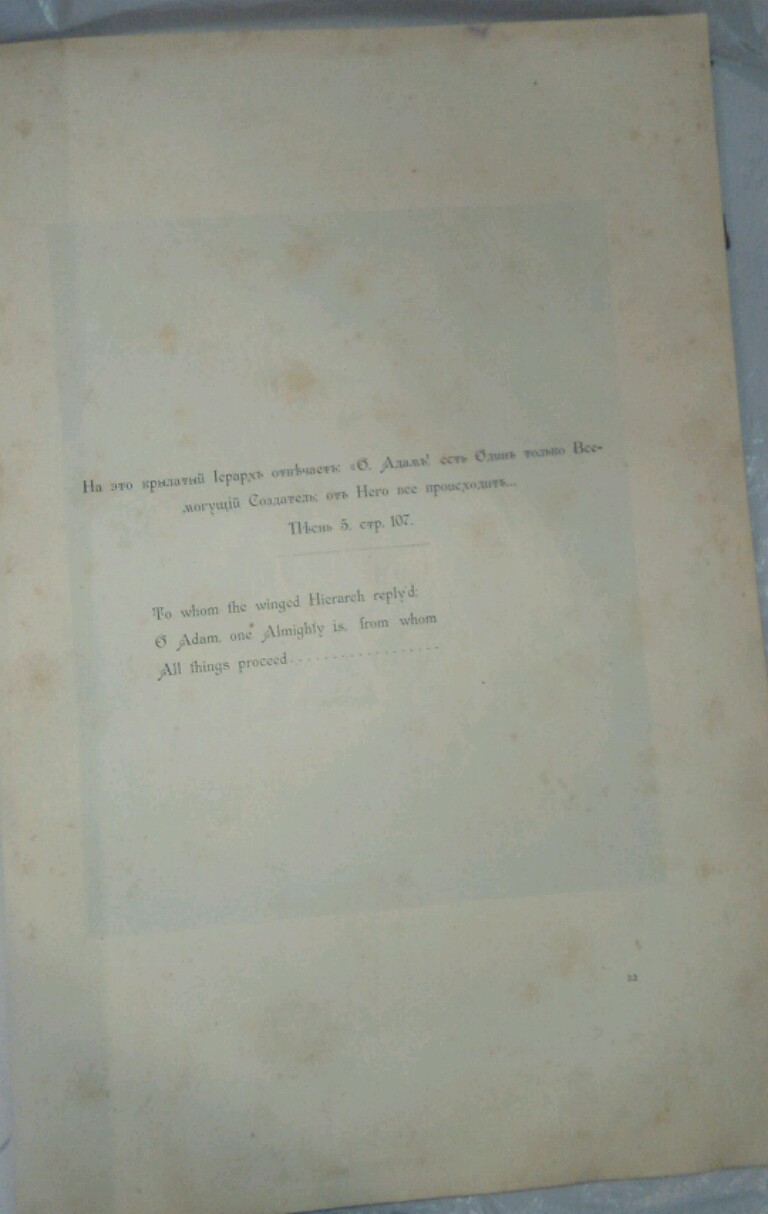 На это крылатый Іерархъ отвѣчаетъ: «О, Адамъ! есть Одинъ только Все-
могущій Создатель; отъ Него все происходитъ...
Пѣснь 5, стр. 107.
To whom the winged Hierarch reply'd:
O Adam, one Almighty is, from whom
All things proceed..................